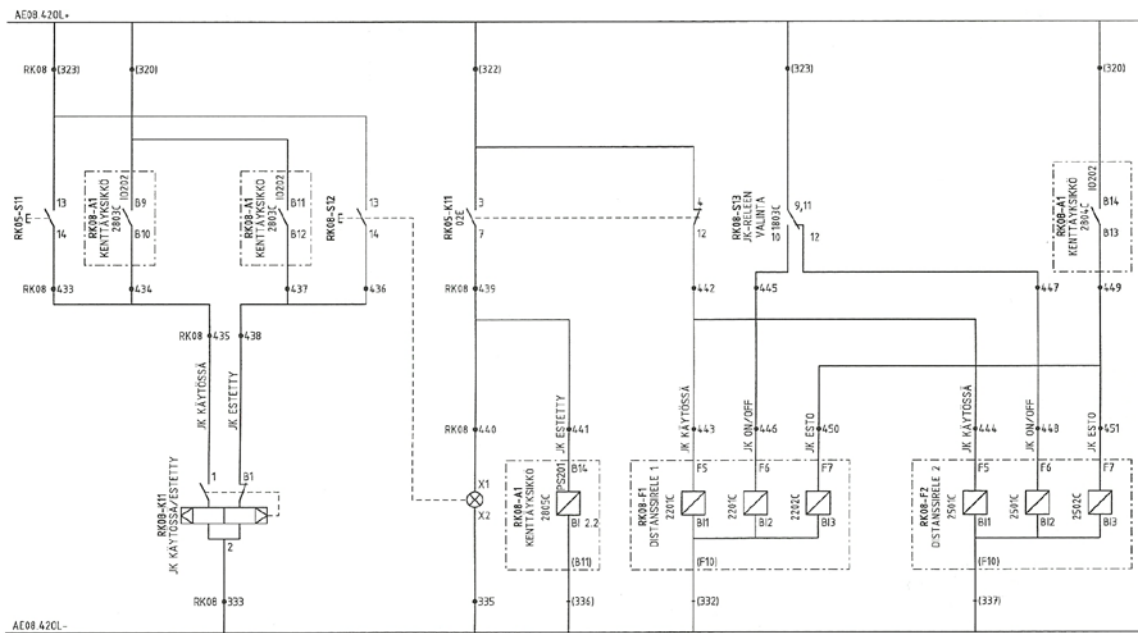 AE08.420L+
RK08
(323)
(320)
(322)
(323)
(320)
RK05-S11
E
13
14
RK08-A1
KENTTÄYKSIKKÖ
2803C
IO202
B9
B10
RK08-A1
KENTTÄYKSIKKÖ
2803C
IO202
B11
B12
RK08-S12
E
13
14
RK05-K11
02E
3
7
4
12
RK08-S13
JK-RELEEN
VALINTA
1803C
9,11
10
12
RK08-A1
KENTTÄYKSIKKÖ
2804C
IO202
B14
B13
RK08
433
434
437
436
RK08
439
442
445
447
449
RK08
435
438
JK KÄYTÖSSÄ
JK ESTETTY
JK ESTETTY
JK KÄYTÖSSÄ
JK ON/OFF
JK ESTO
JK KÄYTÖSSÄ
JK ON/OFF
JK ESTO
RK08
440
441
443
446
450
444
448
451
RK08-K11
JK KÄYTÖSSÄ/ESTETTY
1
B1
2
X1
X2
RK08-A1
KENTTÄYKSIKKÖ
2805C
PS201
B14
BI 2.2
(B11)
RK08-F1
DISTANSSIRELE 1
2201C
F5
BI1
2201C
F6
BI2
2202C
F7
BI3
(F10)
RK08-F2
DISTANSSIRELE 2
2501C
F5
BI1
2501C
F6
BI2
2502C
F7
BI3
(F10)
RK08
333
335
(336)
(332)
(337)
AE08.420L-